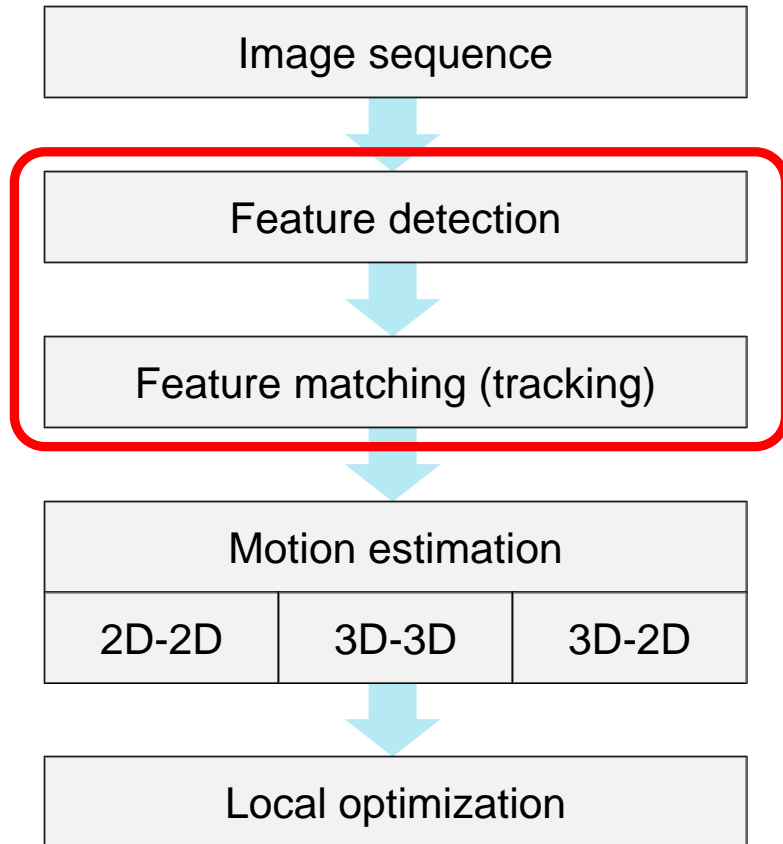 Image sequence
Feature detection
Feature matching (tracking)
Motion estimation
2D-2D 3D-3D 3D-2D
Local optimization